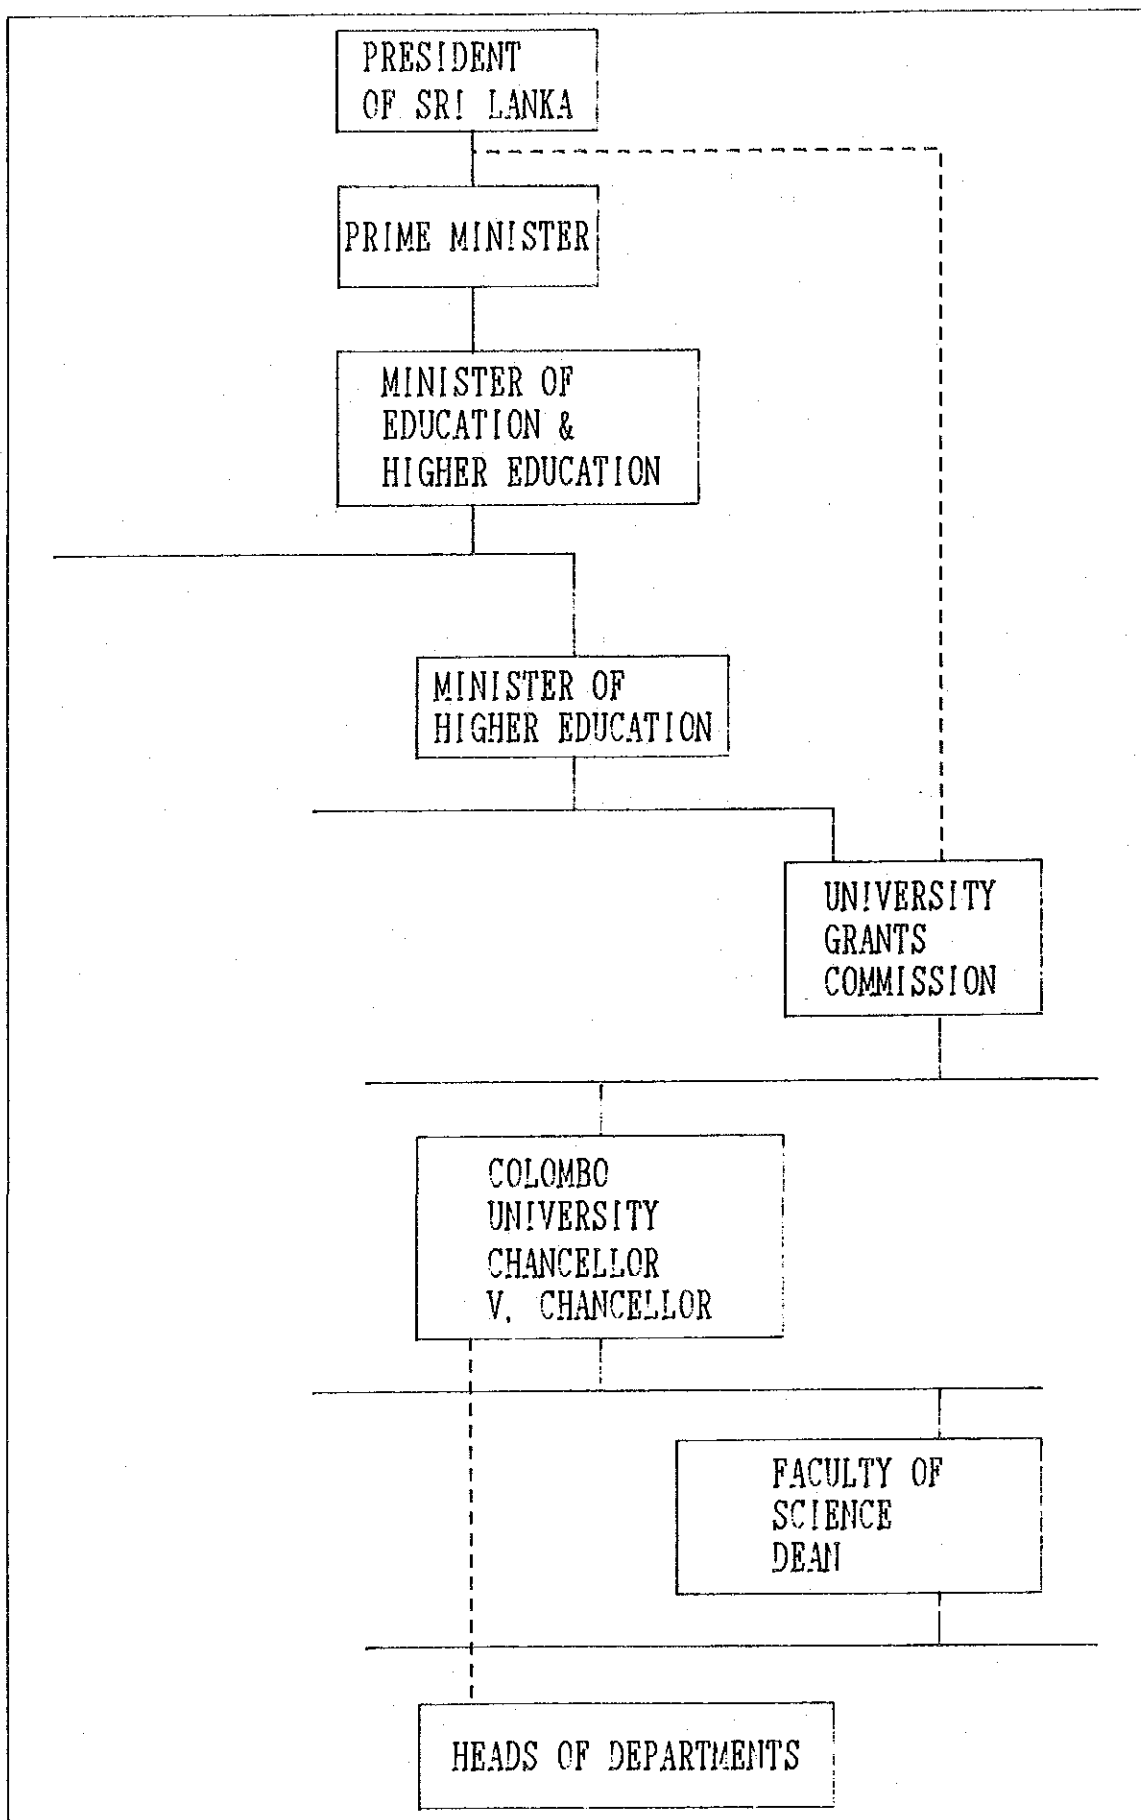 PRESIDENT
OF SRI LANKA
PRIME MINISTER
MINISTER OF
EDUCATION &
HIGHER EDUCATION
MINISTER OF
HIGHER EDUCATION
UNIVERSITY
GRANTS
COMMISSION
COLOMBO
UNIVERSITY
CHANCELLOR
V. CHANCELLOR
FACULTY OF
SCIENCE
DEAN
HEADS OF DEPARTMENTS